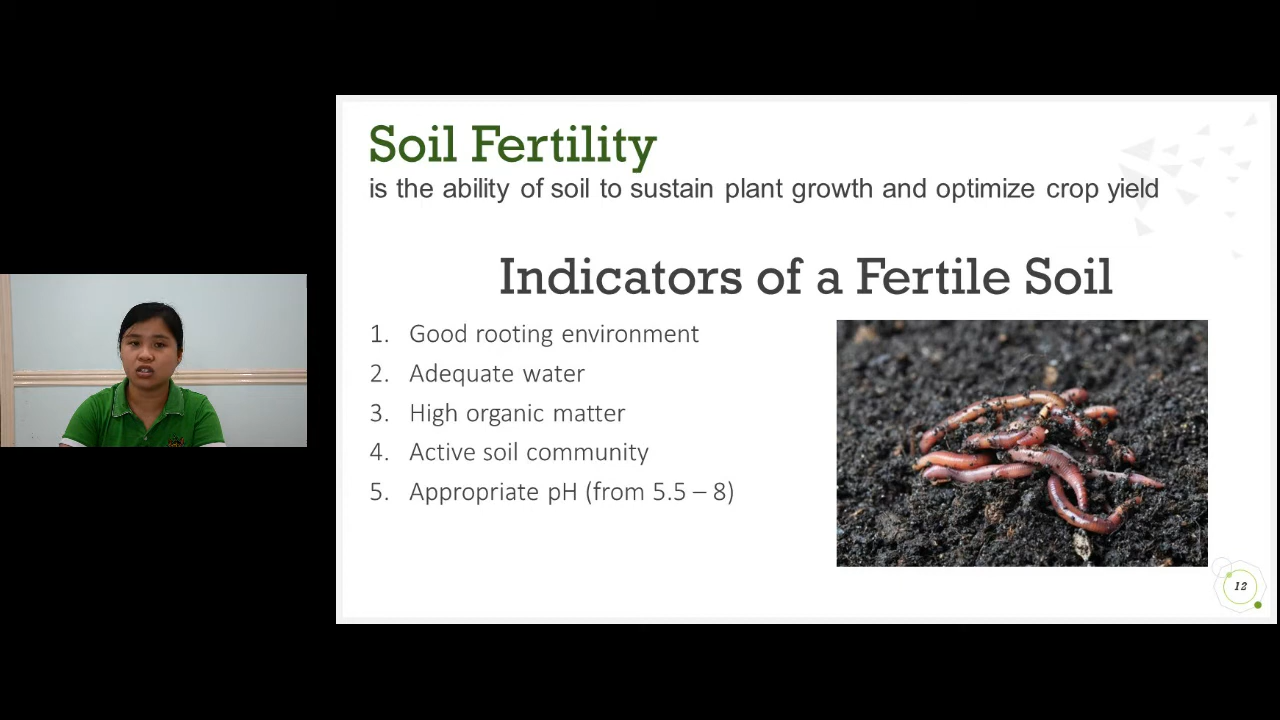 Soil Fertility
is the ability of soil to sustain plant growth and optimize crop yield
Indicators of a Fertile Soil
1. Good rooting environment
2. Adequate water
3. High organic matter
4. Active soil community
5. Appropriate pH (from 5.5 – 8)
12